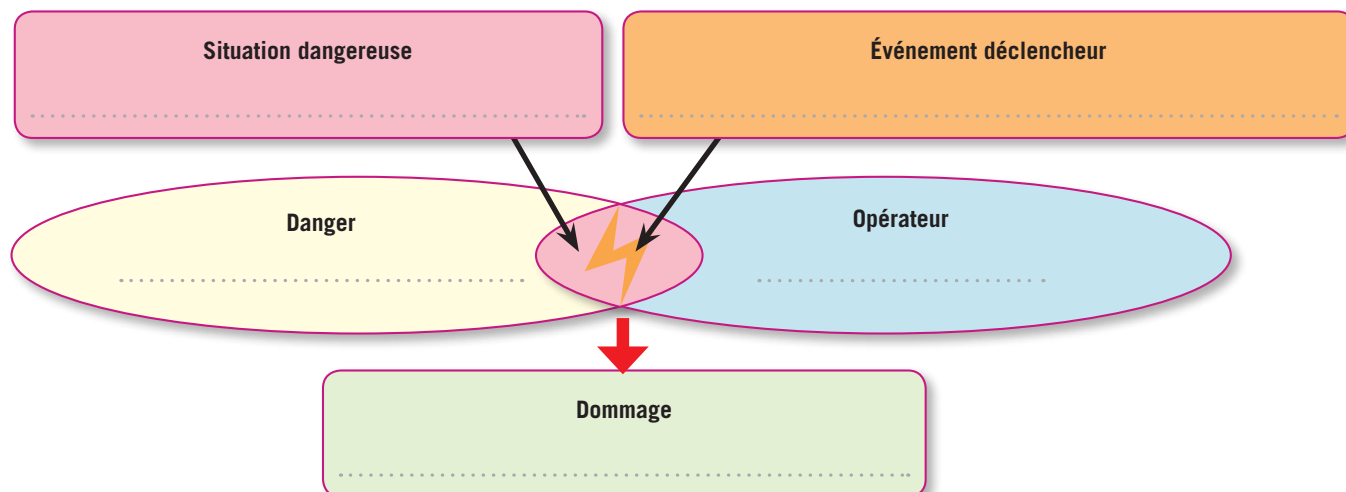 Situation dangereuse
Événement déclencheur
Danger
Opérateur
Dommage